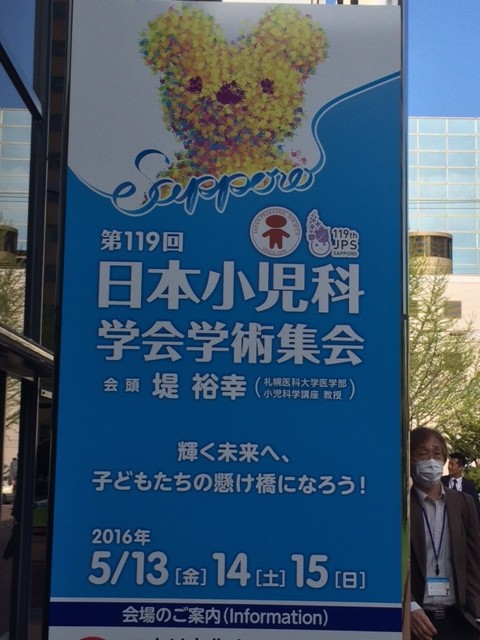 Sapporo
119th
JPS
SAPPORO
第119回
日本小児科
学会学術集会
会頭 堤 裕幸 (札幌医科大学医学部
小児科学講座 教授)
輝く未来へ、
子どもたちの懸け橋になろう!
2016年
5/13[金]14[土]15[日]
会場のご案内(Information)